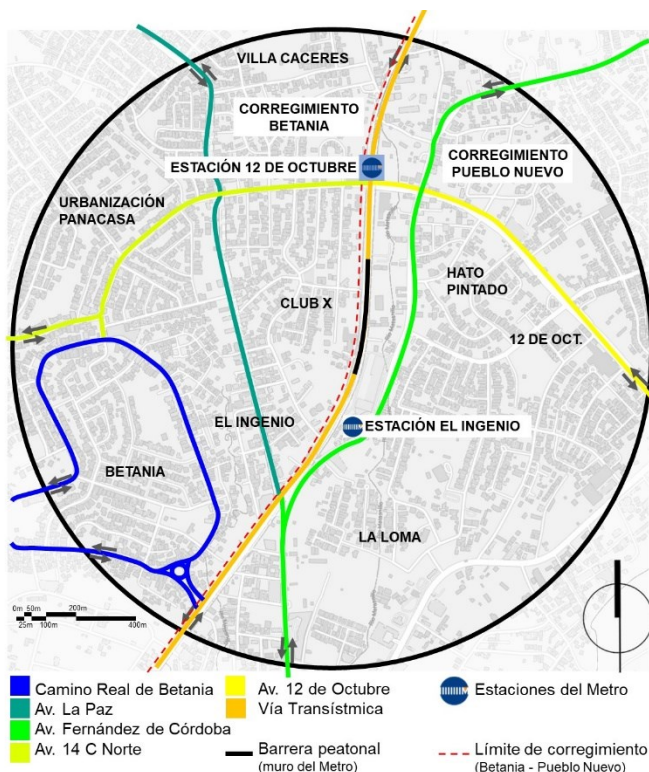 VILLA CACERES
CORREGIMIENTO
BETANIA
ESTACIÓN 12 DE OCTUBRE
CORREGIMIENTO
PUEBLO NUEVO
URBANIZACIÓN
PANACASA
HATO
PINTADO
CLUB X
12 DE OCT.
EL INGENIO
ESTACIÓN EL INGENIO
BETANIA
LA LOMA
0m 50m 200m
25m 100m 400m
Camino Real de Betania
Av. La Paz
Av. Fernández de Córdoba
Av. 14 C Norte
Av. 12 de Octubre
Vía Transístmica
Barrera peatonal
(muro del Metro)
Estaciones del Metro
Límite de corregimiento
(Betania - Pueblo Nuevo)